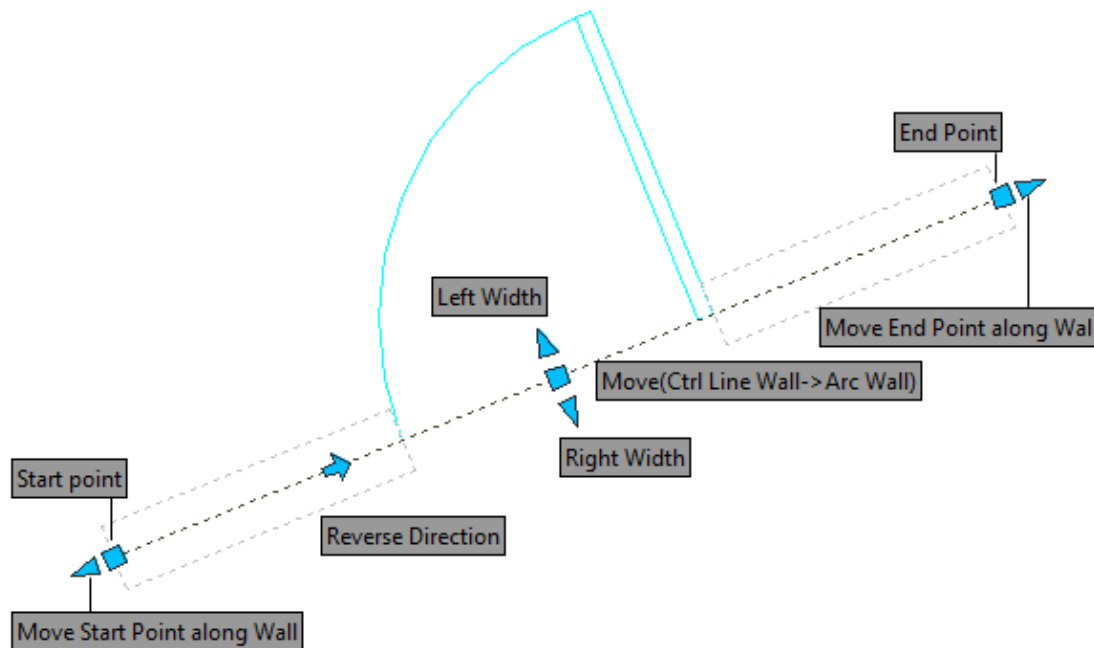 End Point
Left Width
Move End Point along Wal
Move(Ctrl Line Wall->Arc Wall)
Right Width
Start point
Reverse Direction
Move Start Point along Wall